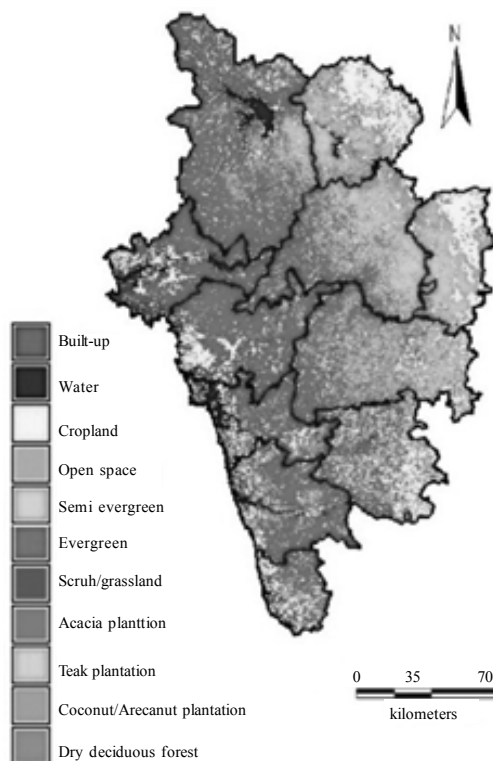 N
Built-up
Water
Cropland
Open space
Semi evergreen
Evergreen
Scruh/grassland
Acacia planttion
Teak plantation
Coconut/Arecanut plantation
Dry deciduous forest
0 35 70
kilometers